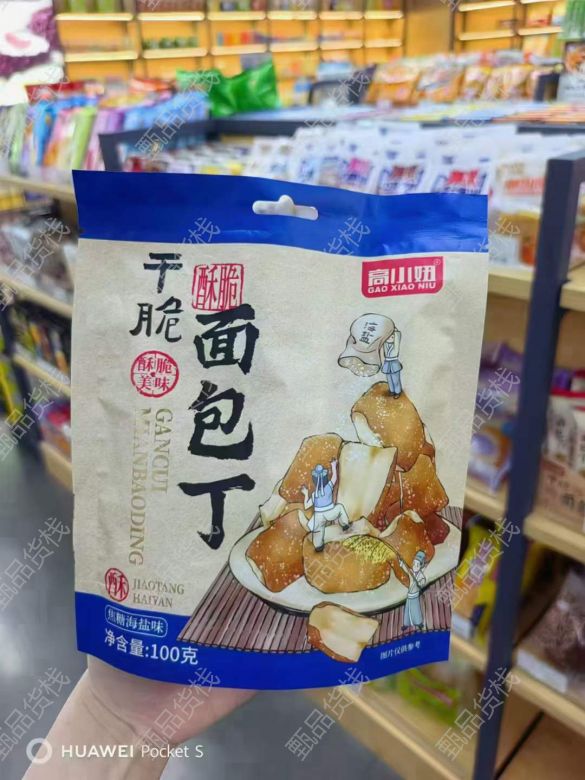 高小妞®
GAO XIAO NIU
海盐
干脆
酥脆
面包丁
酥脆
美味
GANCUI
MIANBAODING
酥
JIAOTANG
HAIYAN
焦糖海盐味
净含量:100克
图片仅供参考
甄品货栈
HUAWEI Pocket S